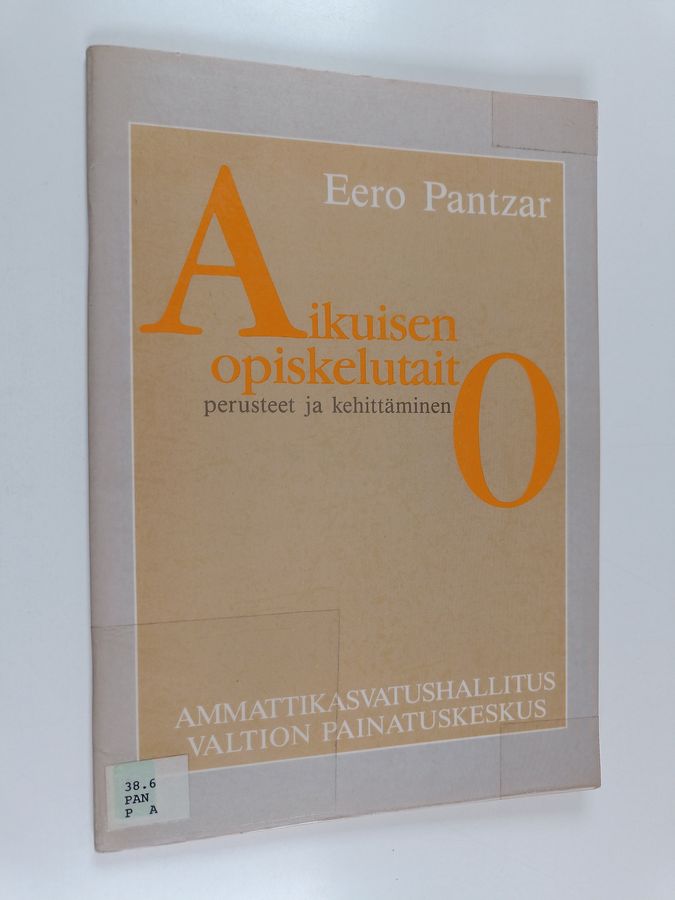 Eero Pantzar
Aikuisen
opiskelutaitO
perusteet ja kehittäminen
AMMATTIKASVATUSHALLITUS
VALTION PAINATUSKESKUS
38.6
PAN
P A